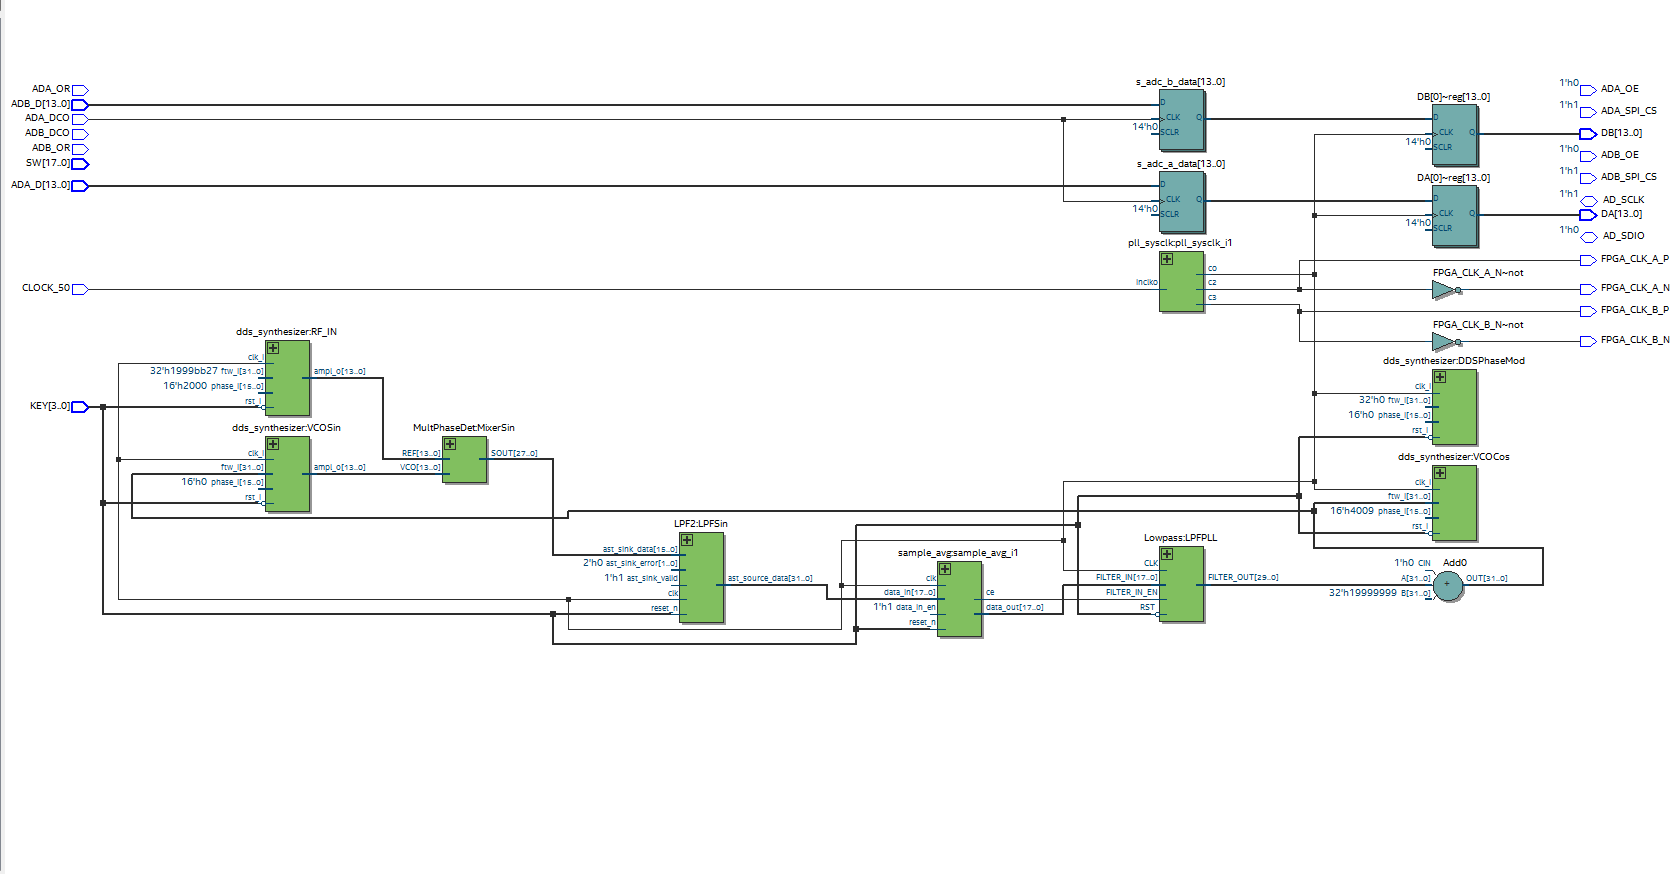 ADA_OR
ADB_D[13..0]
ADA_DCO
ADB_DCO
ADB_OR
SW[17..0]
ADA_D[13..0]
CLOCK_50
KEY[3..0]
dds_synthesizer:RF_IN
clk_i
32'h1999bb27 ftw_i[31..0]
16'h2000 phase_i[15..0]
rst_i
ampl_o[13..0]
dds_synthesizer:VCOSin
clk_i
ftw_i[31..0]
16'h0 phase_i[15..0]
rst_i
ampl_o[13..0]
MultPhaseDet:MixerSin
REF[13..0]
VCO[13..0]
SOUT[27..0]
LPF2:LPFSin
ast_sink_data[15..0]
2'h0 ast_sink_error[1..0]
1'h1 ast_sink_valid
clk
reset_n
ast_source_data[31..0]
sample_avg:sample_avg_i1
clk
data_in[17..0]
1'h1 data_in_en
reset_n
ce
data_out[17..0]
Lowpass:LPFPLL
CLK
FILTER_IN[17..0]
FILTER_IN_EN
RST
FILTER_OUT[29..0]
s_adc_b_data[13..0]
D
CLK
14'h0
SCLR
Q
s_adc_a_data[13..0]
D
CLK
14'h0
SCLR
Q
pll_sysclk:pll_sysclk_i1
inclk0
c0
c2
c3
DB[0]~reg[13..0]
D
CLK
14'h0
SCLR
Q
DA[0]~reg[13..0]
D
CLK
14'h0
SCLR
Q
FPGA_CLK_A_N~not
FPGA_CLK_B_N~not
dds_synthesizer:DDSPhaseMod
clk_i
32'h0 ftw_i[31..0]
16'h0 phase_i[15..0]
rst_i
dds_synthesizer:VCOCos
clk_i
ftw_i[31..0]
16'h4009 phase_i[15..0]
rst_i
Add0
1'h0 CIN
A[31..0]
32'h19999999 B[31..0]
+
OUT[31..0]
1'h0 ADA_OE
1'h1 ADA_SPI_CS
DB[13..0]
1'h0 ADB_OE
1'h1 ADB_SPI_CS
1'h1 AD_SCLK
DA[13..0]
1'h0 AD_SDIO
FPGA_CLK_A_P
FPGA_CLK_A_N
FPGA_CLK_B_P
FPGA_CLK_B_N